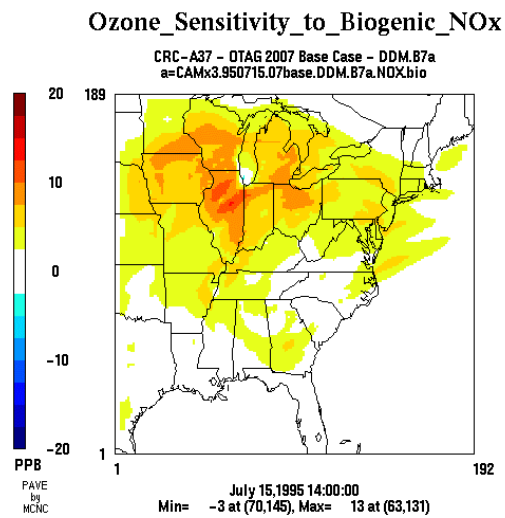 Ozone_Sensitivity_to_Biogenic_NOx
CRC-A37 - OTAG 2007 Base Case - DDM.B7a
a=CAMx3.950715.07base.DDM.B7a.NOX.bio
20
10
0
-10
-20
PPB
PAVE
by
MCNC
189
1
1
192
July 15,1995 14:00:00
Min= -3 at (70,145), Max= 13 at (63,131)